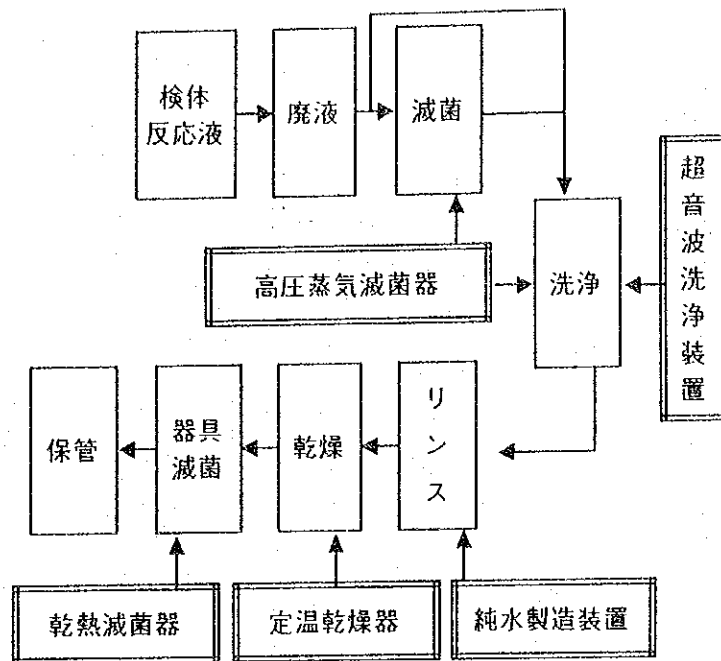 検体
反応液
廃液
滅菌
超音波洗浄装置
高圧蒸気滅菌器
洗浄
保管
器具
滅菌
乾燥
リンス
乾熱滅菌器
定温乾燥器
純水製造装置